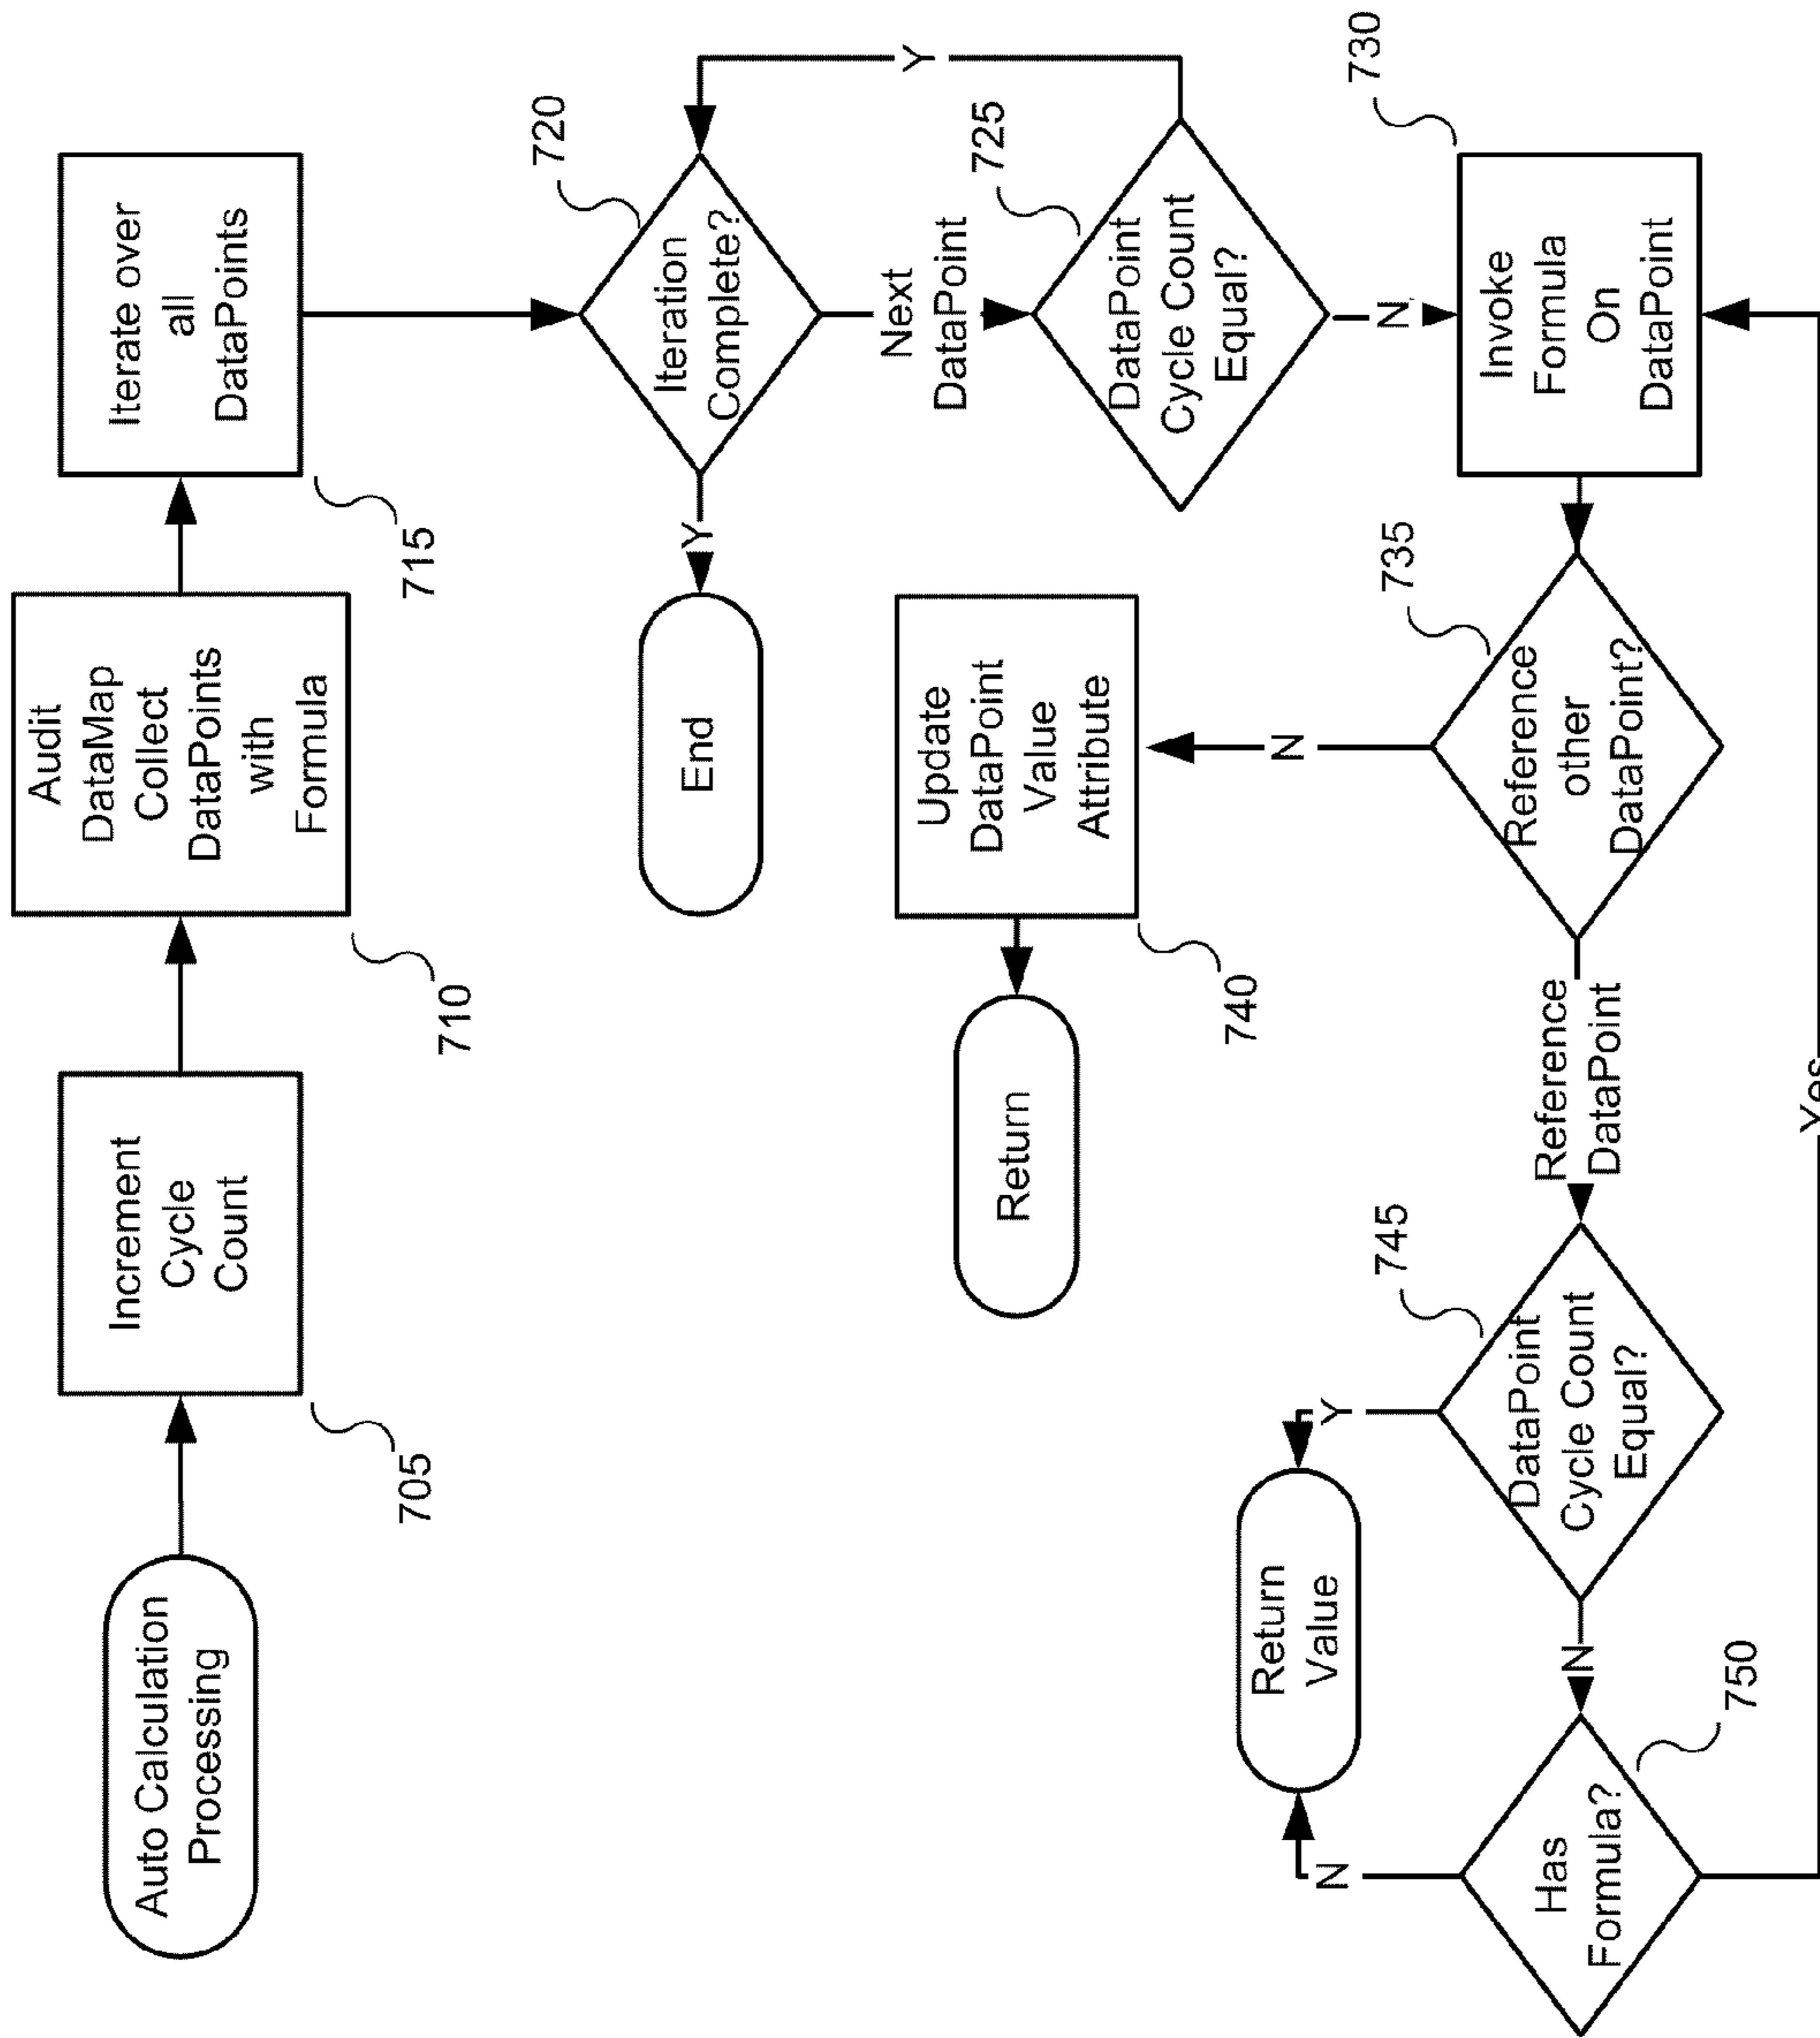 Auto Calculation
Processing
Increment
Cycle
Count
705
Audit
DataMap
Collect
DataPoints
with
Formula
710
Iterate over
all
DataPoints
715
Iteration
Complete?
720
Y
End
Next
DataPoint
DataPoint
Cycle Count
Equal?
725
Y
N
Invoke
Formula
On
DataPoint
730
Reference
other
DataPoint?
735
N
Update
DataPoint
Value
Attribute
740
Return
Reference
DataPoint
DataPoint
Cycle Count
Equal?
745
Y
Return
Value
N
Has
Formula?
750
N
Yes